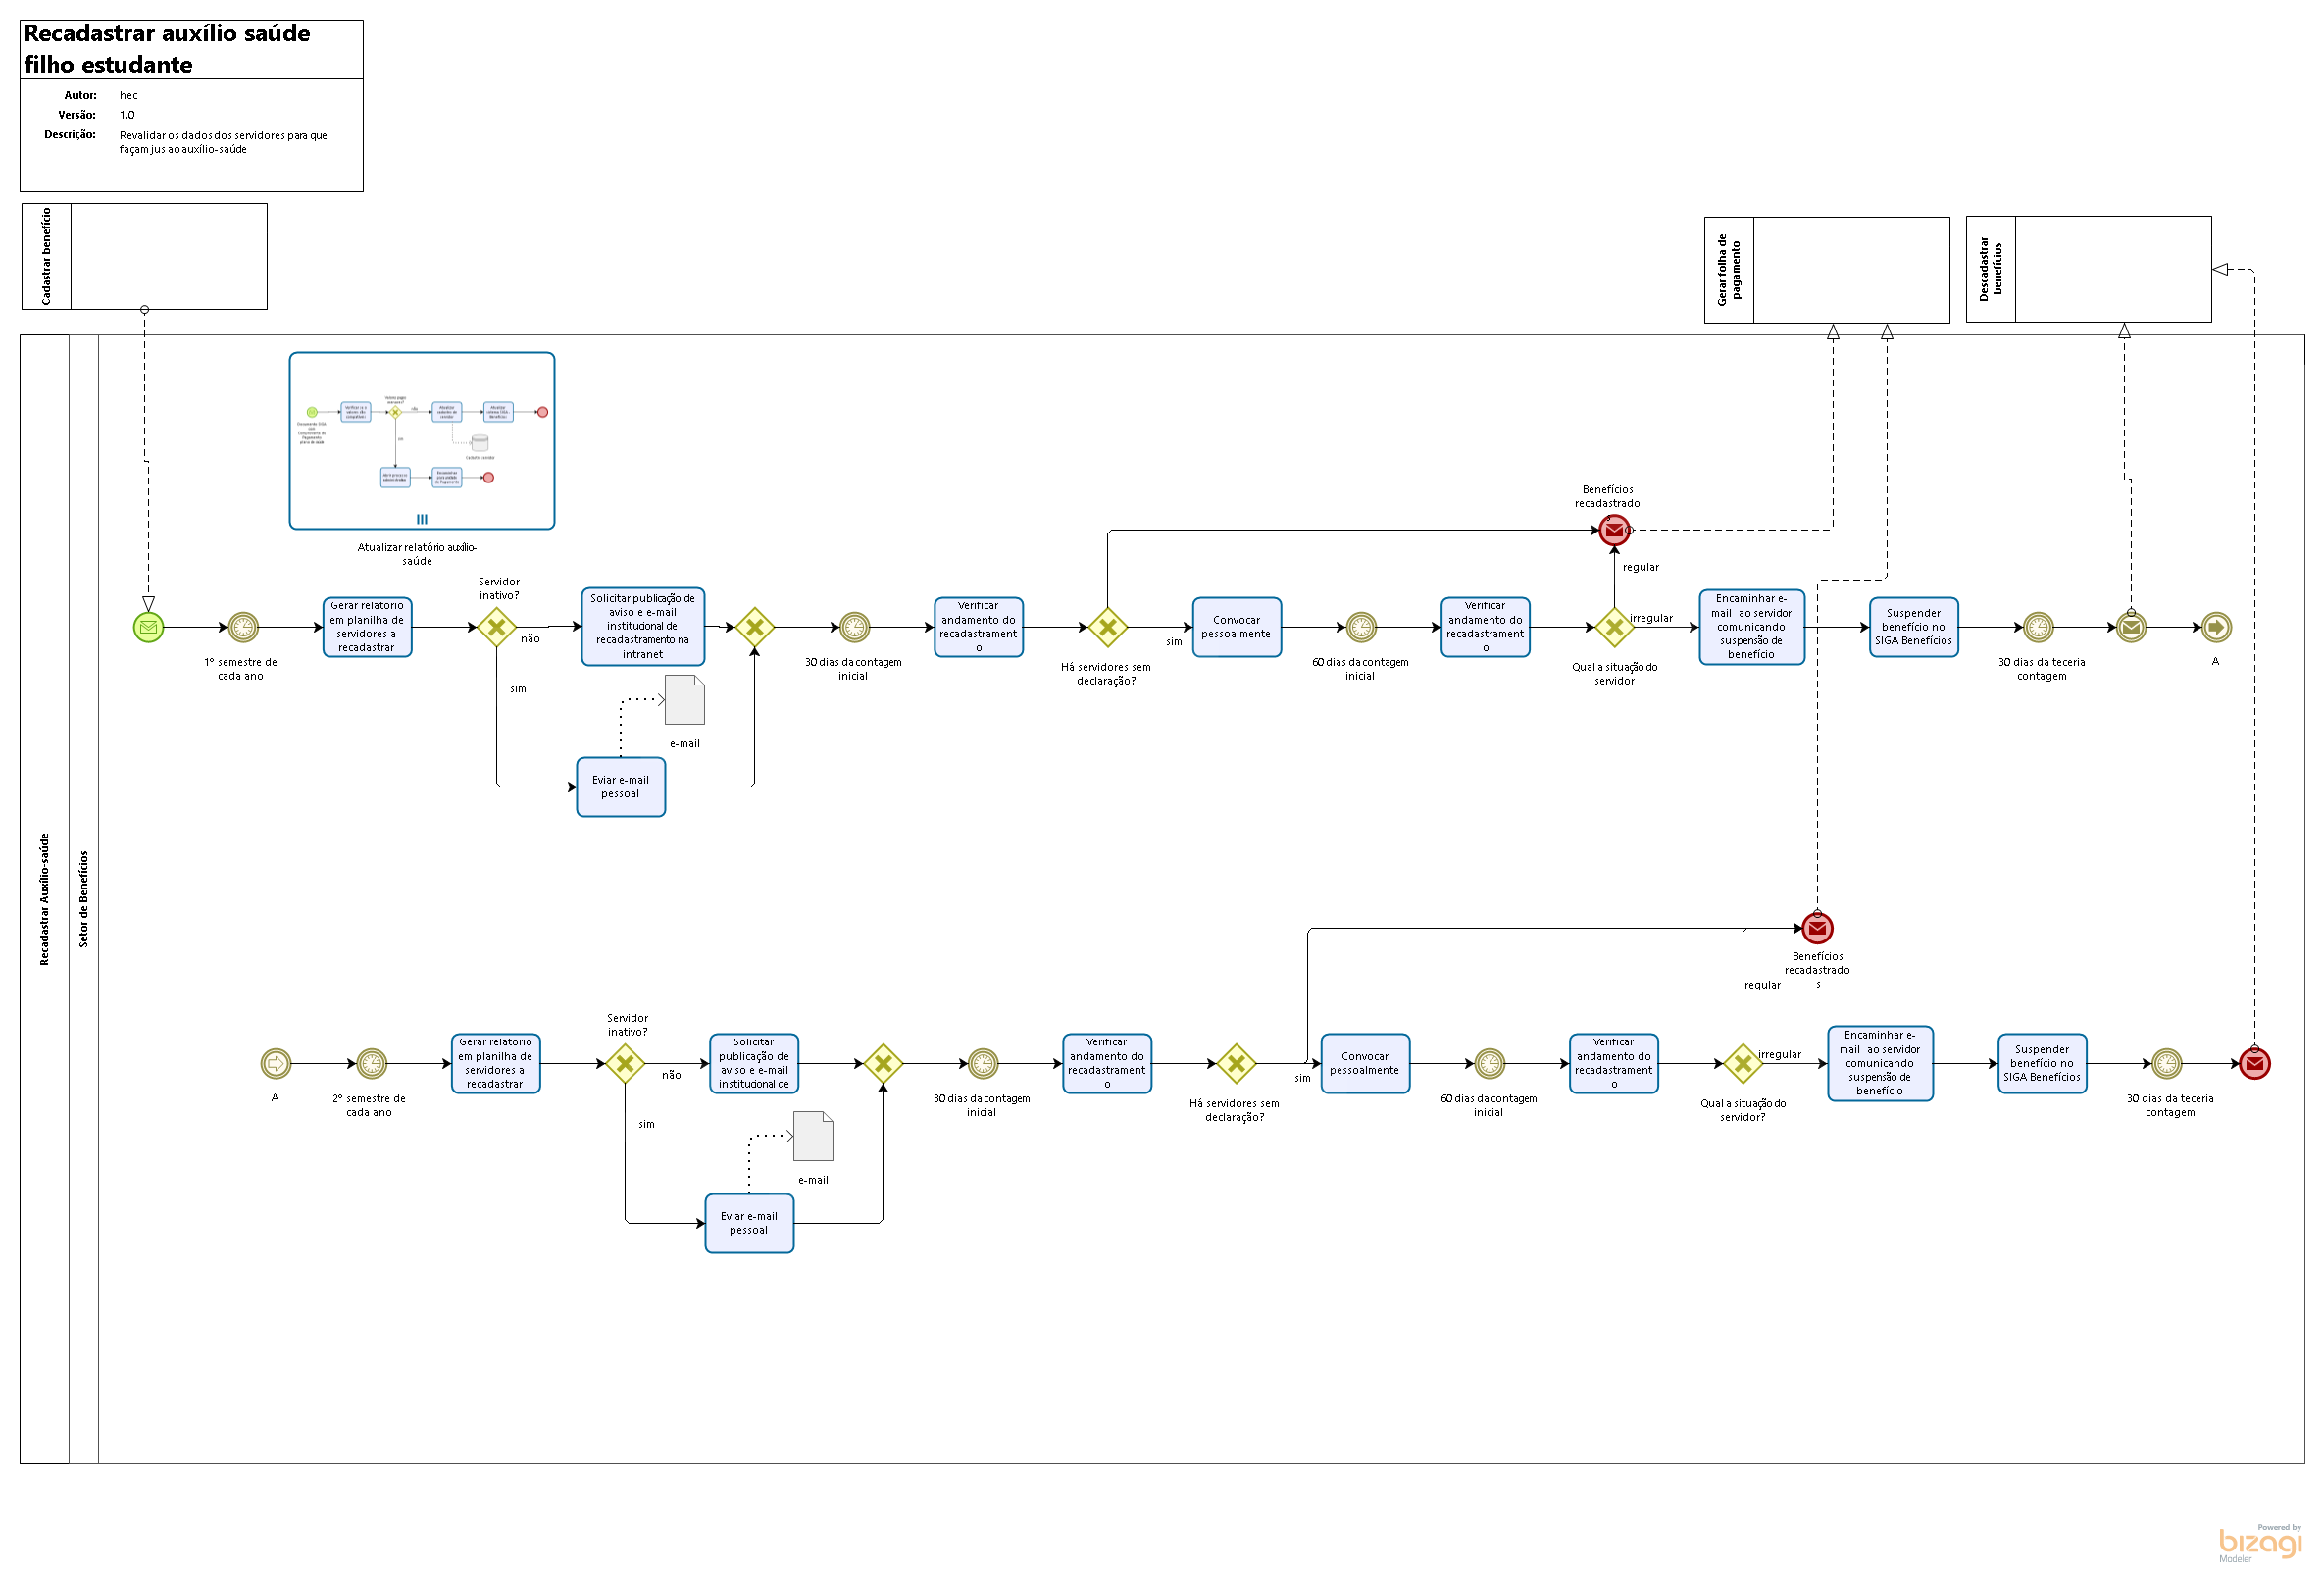 Recadastrar auxílio saúde
filho estudante
Autor: hec
Versão: 1.0
Descrição: Revalidar os dados dos servidores para que
façam jus ao auxílio-saúde
Cadastrar benefício
Gerar folha de
pagamento
Descadastrar
benefícios
Recadastrar Auxílio-saúde
Setor de Benefícios
não
Atualizar relatório auxílio-
saúde
1º semestre de
cada ano
Gerar relatório
em planilha de
servidores a
recadastrar
Servidor
inativo?
não
sim
Solicitar publicação de
aviso e e-mail
institucional de
recadastramento na
intranet
e-mail
Eviar e-mail
pessoal
30 dias da contagem
inicial
Verificar
andamento do
recadastrament
o
Há servidores sem
declaração?
sim
Convocar
pessoalmente
60 dias da contagem
inicial
Verificar
andamento do
recadastrament
o
Benefícios
recadastrado
regular
irregular
Qual a situação do
servidor
Encaminhar e-
mail ao servidor
comunicando
suspensão de
benefício
Suspender
benefício no
SIGA Benefícios
30 dias da teceria
contagem
A
A
2º semestre de
cada ano
Gerar relatório
em planilha de
servidores a
recadastrar
Servidor
inativo?
não
sim
Solicitar
publicação de
aviso e e-mail
institucional de
e-mail
Eviar e-mail
pessoal
30 dias da contagem
inicial
Verificar
andamento do
recadastrament
o
Há servidores sem
declaração?
sim
Convocar
pessoalmente
60 dias da contagem
inicial
Verificar
andamento do
recadastrament
o
Benefícios
recadastrado
s
regular
irregular
Qual a situação do
servidor?
Encaminhar e-
mail ao servidor
comunicando
suspensão de
benefício
Suspender
benefício no
SIGA Benefícios
30 dias da teceria
contagem
Powered by
bizagi
Modeler